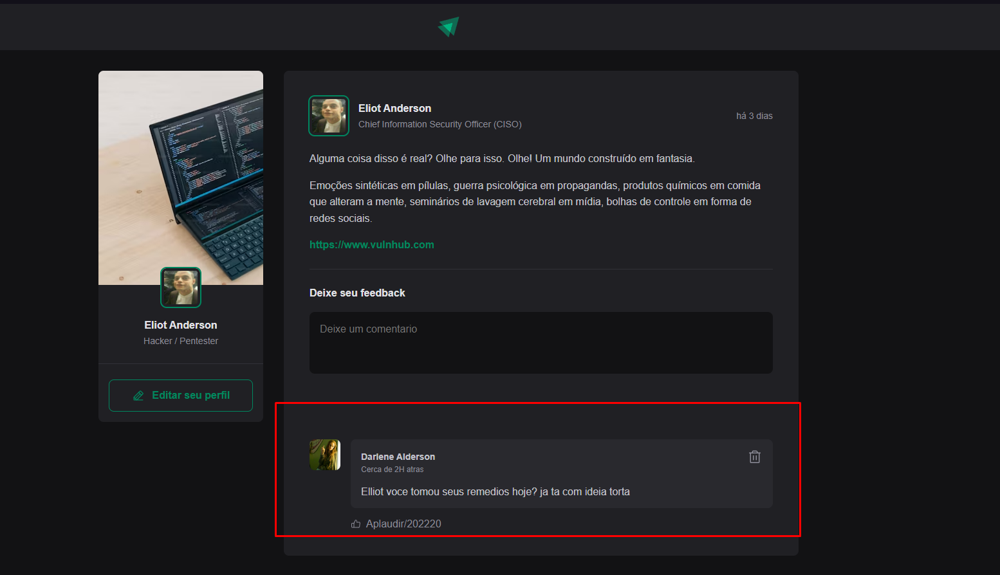 Eliot Anderson
Hacker / Pentester
Editar seu perfil
Eliot Anderson
Chief Information Security Officer (CISO)
há 3 dias
Alguma coisa disso é real? Olhe para isso. Olhe! Um mundo construído em fantasia.
Emoções sintéticas em pílulas, guerra psicológica em propagandas, produtos químicos em comida
que alteram a mente, seminários de lavagem cerebral em mídia, bolhas de controle em forma de
redes sociais.
https://www.vulnhub.com
Deixe seu feedback
Deixe um comentario
Darlene Alderson
Cerca de 2H atras
Elliot voce tomou seus remedios hoje? ja ta com ideia torta
Aplaudir/202220